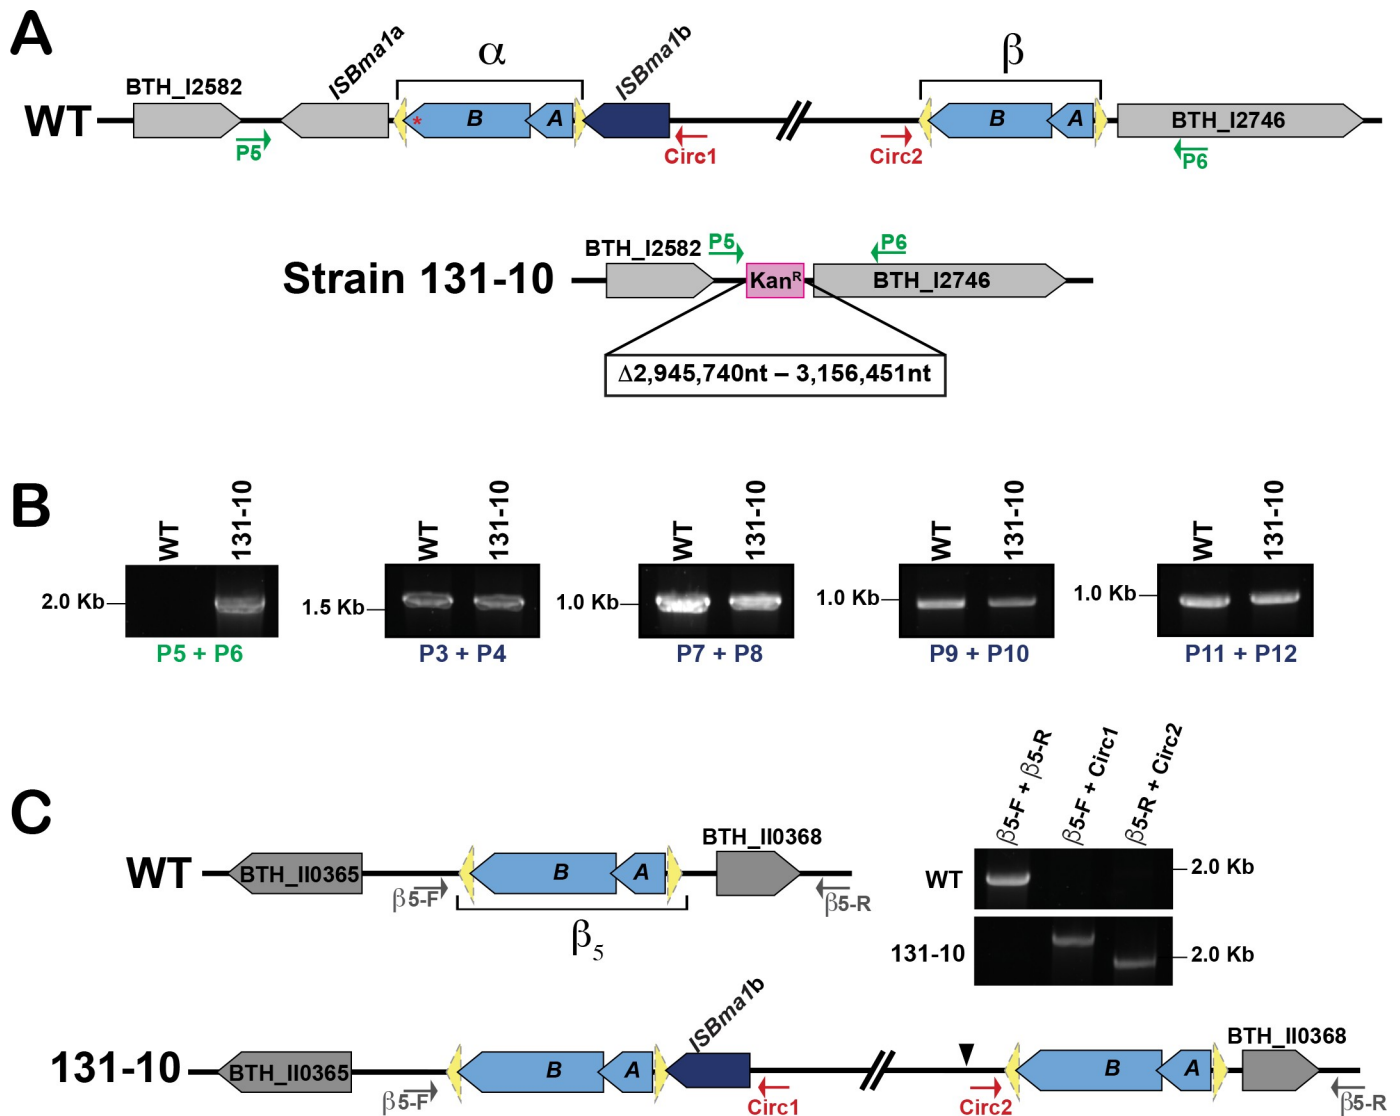 A
WT
BTH_I2582
ISBma1a
α
ISBma1b
β
* B A
B A
BTH_I2746
P5
Circ1
Circ2
P6
Strain 131-10
BTH_I2582
P5
P6
KanR
BTH_I2746
Δ2,945,740nt – 3,156,451nt
B
WT 131-10
WT 131-10
WT 131-10
WT 131-10
WT 131-10
2.0 Kb
1.5 Kb
1.0 Kb
1.0 Kb
1.0 Kb
P5 + P6
P3 + P4
P7 + P8
P9 + P10
P11 + P12
C
WT
BTH_II0365
B A
BTH_II0368
β5-F
β5-R
β5
β5-F + β5-R
β5-F + Circ1
β5-R + Circ2
WT
2.0 Kb
131-10
2.0 Kb
131-10
BTH_II0365
B A
ISBma1b
B A
BTH_II0368
β5-F
Circ1
Circ2
β5-R